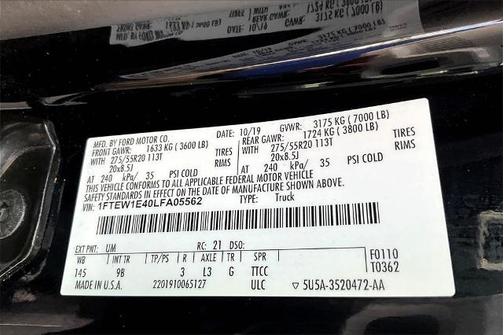 MFD. BY FORD MOTOR CO.
DATE: 10/19 GVWR: 3175 KG ( 7000 LB)
FRONT GAWR: 1633 KG ( 3600 LB) REAR GAWR: 1724 KG ( 3800 LB)
WITH 275/55R20 113T TIRES WITH 275/55R20 113T TIRES
20x8.5J RIMS 20x8.5J RIMS
AT 240 kPa/ 35 PSI COLD AT 240 kPa/ 35 PSI COLD
THIS VEHICLE CONFORMS TO ALL APPLICABLE FEDERAL MOTOR VEHICLE
SAFETY STANDARDS IN EFFECT ON THE DATE OF MANUFACTURE SHOWN ABOVE.
VIN: 1FTEW1E40LFA05562
TYPE: Truck
EXT PNT: UM RC: 21 DSO:
WB INT TR TP/PS R AXLE TR SPR
145 9B 3 L3 G TTCC
F0110
T0362
MADE IN U.S.A. 2201910065127 ULC 5U5A-3520472-AA